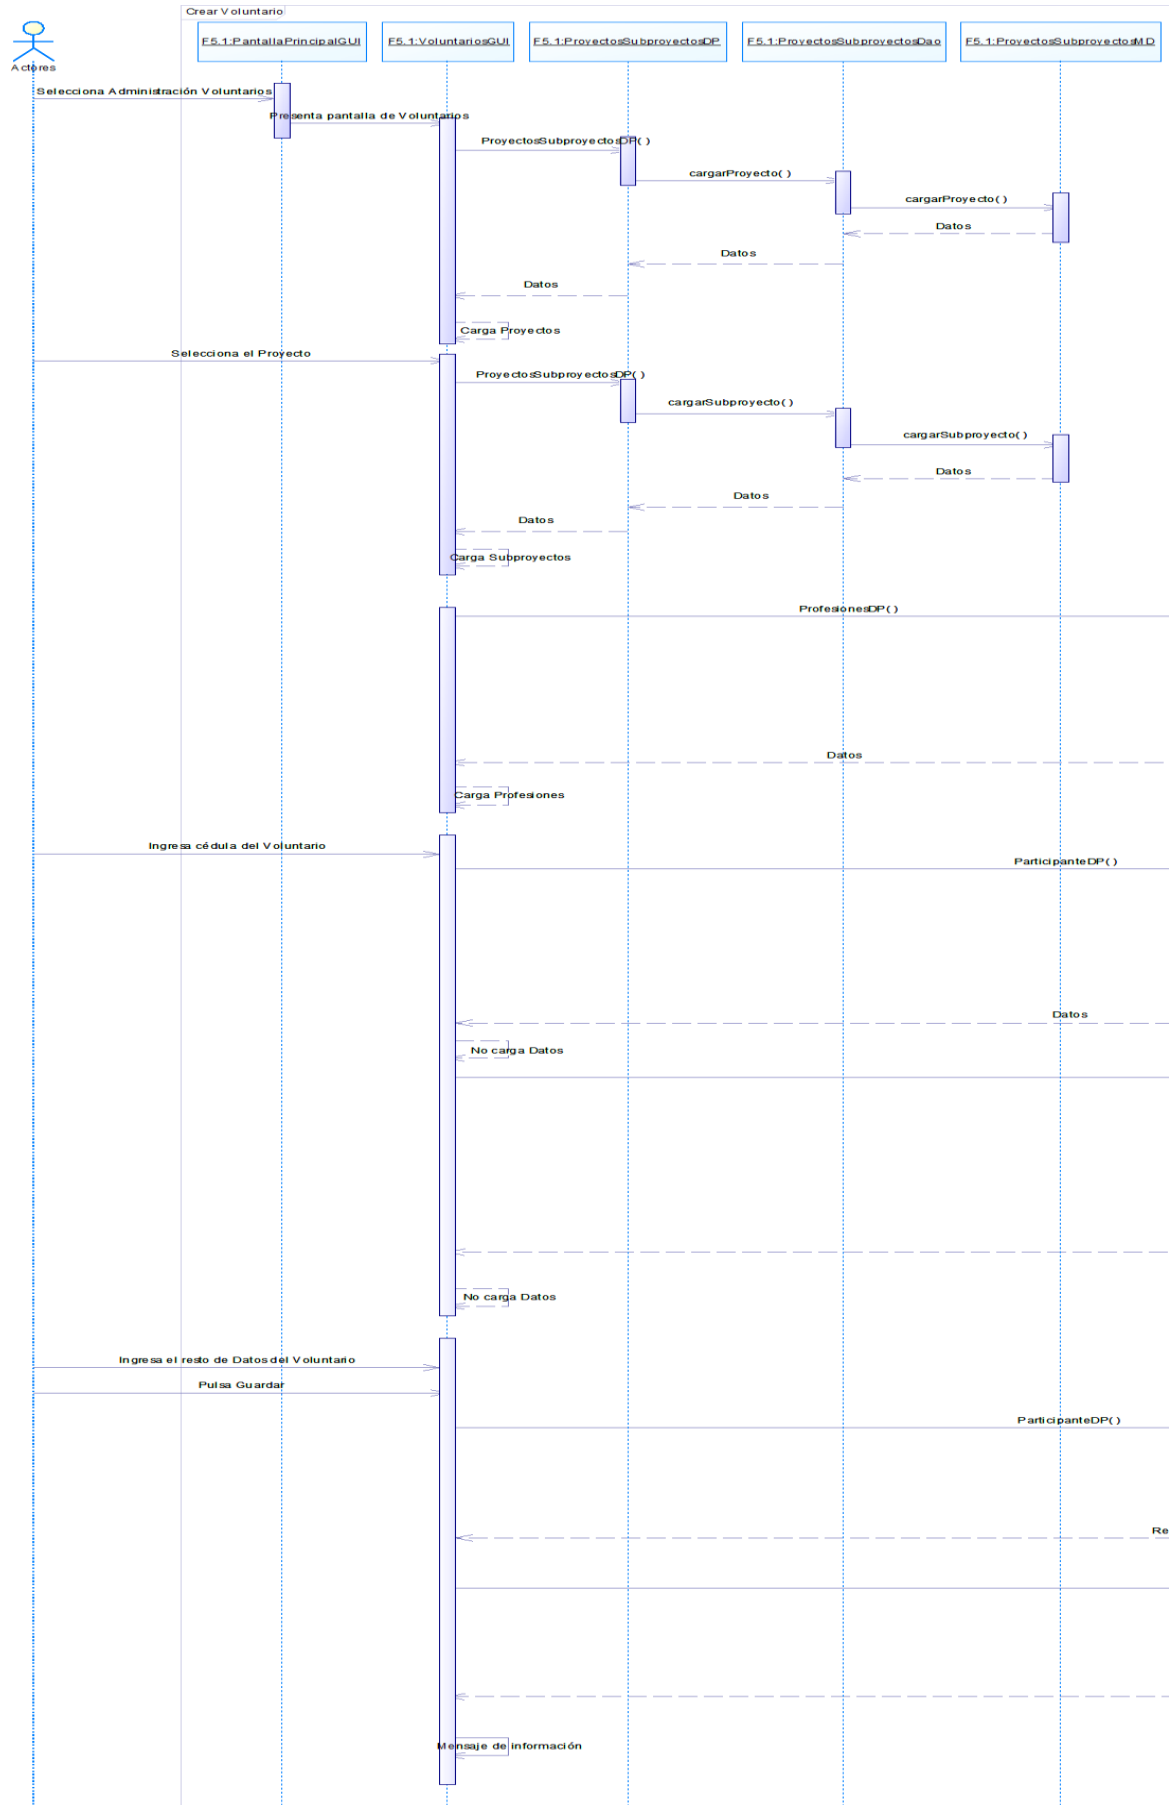 Crear Voluntario
Actores
F5.1:PantallaPrincipalGUI
F5.1:VoluntariosGUI
F5.1:ProyectosSubproyectosDP
F5.1:ProyectosSubproyectosDao
F5.1:ProyectosSubproyectosMD
Selecciona Administración Voluntarios
Presenta pantalla de Voluntarios
ProyectosSubproyectosDP( )
cargarProyecto( )
cargarProyecto( )
Datos
Datos
Datos
Carga Proyectos
Selecciona el Proyecto
ProyectosSubproyectosDP( )
cargarSubproyecto( )
cargarSubproyecto( )
Datos
Datos
Datos
Carga Subproyectos
ProfesionesDP( )
Datos
Carga Profesiones
Ingresa cédula del Voluntario
ParticipanteDP( )
Datos
No carga Datos
No carga Datos
Ingresa el resto de Datos del Voluntario
Pulsa Guardar
ParticipanteDP( )
Re
Mensaje de información